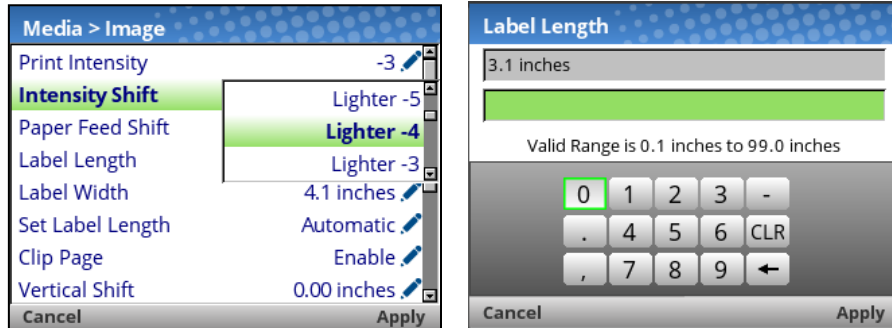 Media > Image
Print Intensity -3
Intensity Shift
Lighter -5
Paper Feed Shift Lighter -4
Label Length Lighter -3
Label Width 4.1 inches
Set Label Length Automatic
Clip Page Enable
Vertical Shift 0.00 inches
Cancel Apply
Label Length
3.1 inches
Valid Range is 0.1 inches to 99.0 inches
0 1 2 3 -
. 4 5 6 CLR
, 7 8 9 ←
Cancel Apply